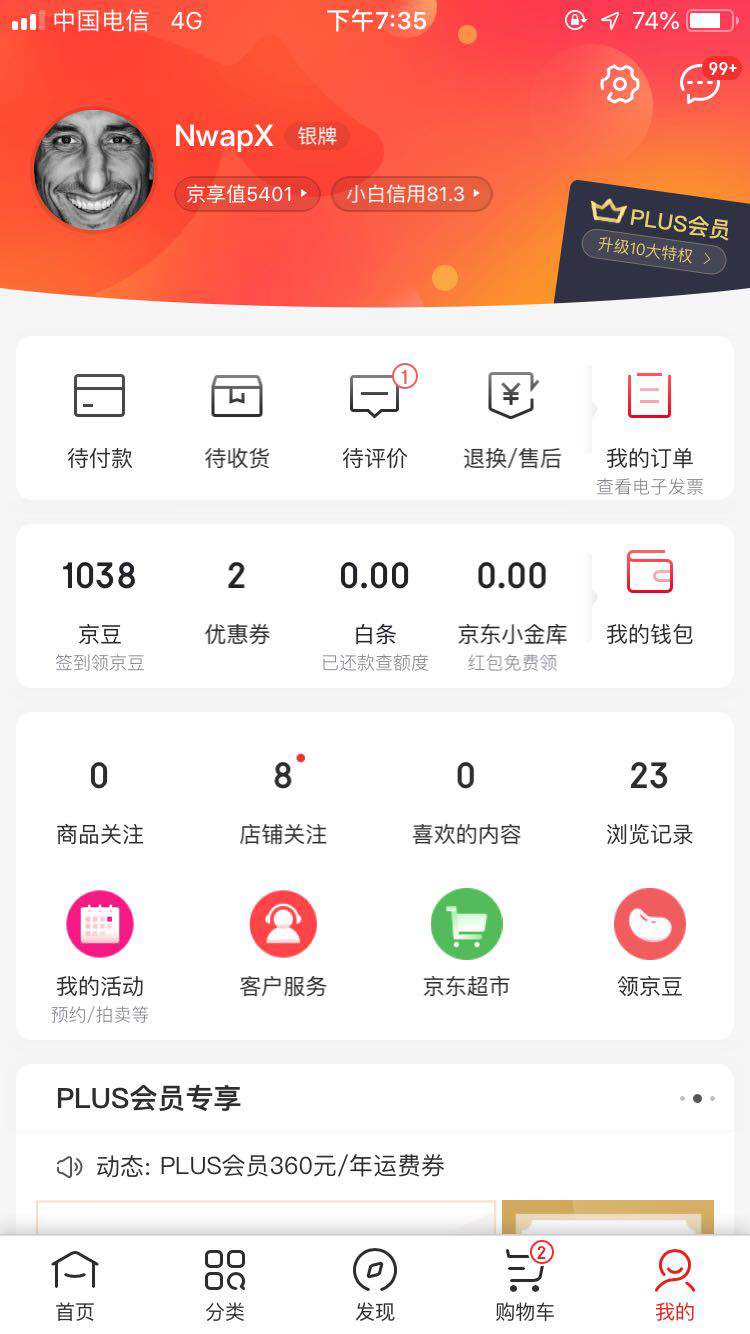 中国电信 4G 下午7:35 74%
99+
NwapX 银牌
京享值5401 小白信用81.3
PLUS会员
升级10大特权
1
待付款 待收货 待评价 退换/售后 我的订单
查看电子发票
1038 2 0.00 0.00
京豆 优惠券 白条 京东小金库 我的钱包
签到领京豆 已还款查额度 红包免费领
0 8 0 23
商品关注 店铺关注 喜欢的内容 浏览记录
我的活动 客户服务 京东超市 领京豆
预约/拍卖等
PLUS会员专享
动态: PLUS会员360元/年运费券
2
首页 分类 发现 购物车 我的